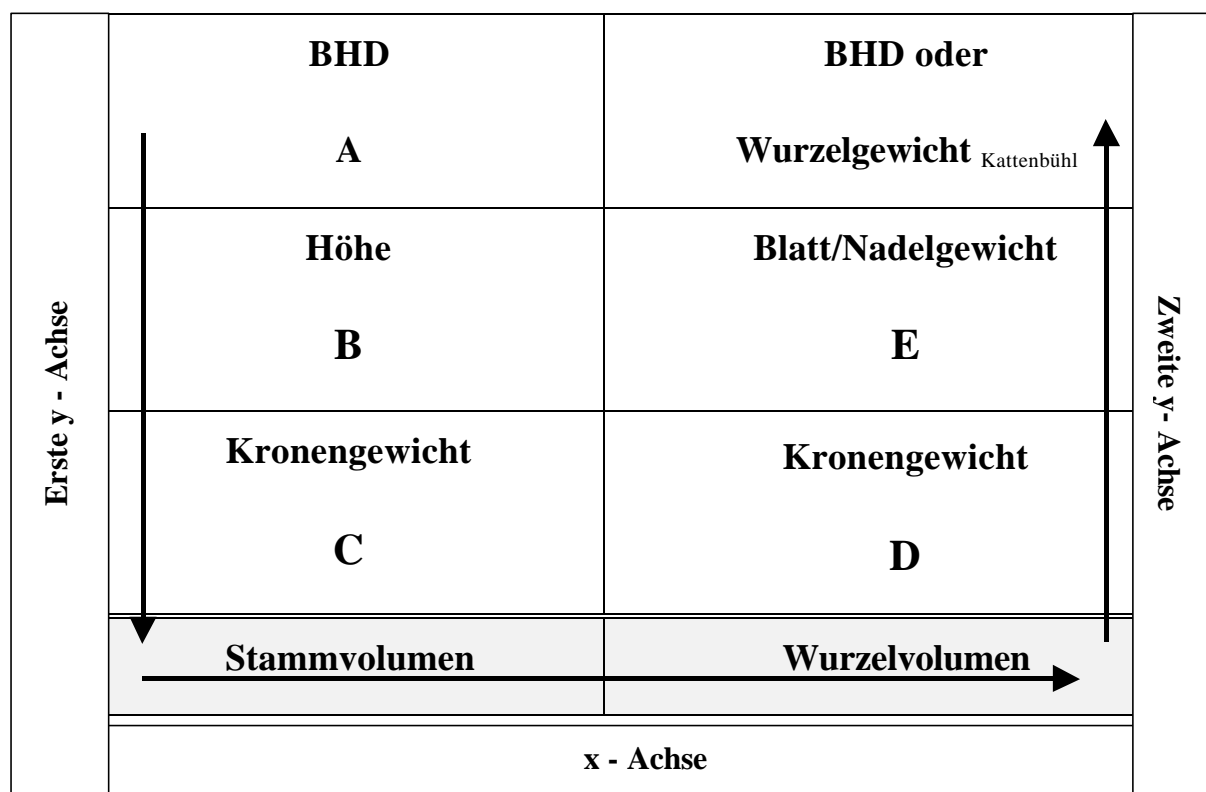 BHD
A
BHD oder
Wurzelgewicht Kattenbühl
Höhe
B
Blatt/Nadelgewicht
E
Kronengewicht
C
Kronengewicht
D
Stammvolumen
Wurzelvolumen
x - Achse
Erste y - Achse
Zweite y- Achse